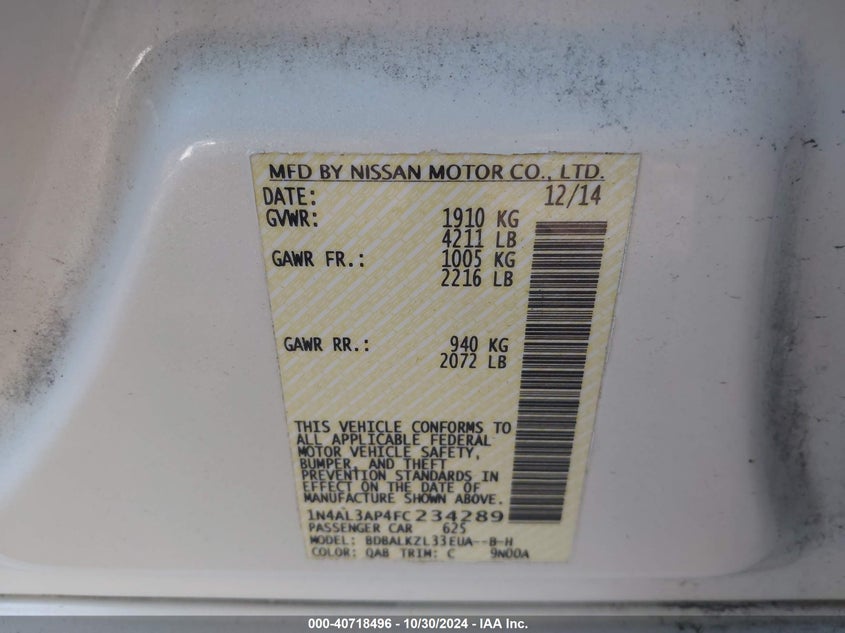 MFD BY NISSAN MOTOR CO., LTD.
DATE: 12/14
GVWR: 1910 KG
4211 LB
GAWR FR.: 1005 KG
2216 LB
GAWR RR.: 940 KG
2072 LB
THIS VEHICLE CONFORMS TO
ALL APPLICABLE FEDERAL
MOTOR VEHICLE SAFETY,
BUMPER, AND THEFT
PREVENTION STANDARDS IN
EFFECT ON THE DATE OF
MANUFACTURE SHOWN ABOVE.
1N4AL3AP4FC234289
PASSENGER CAR 625
MODEL: BDBALKZL33EUA--B-H
COLOR: QAB TRIM: C 9N00A
000-40718496 - 10/30/2024 - IAA Inc.